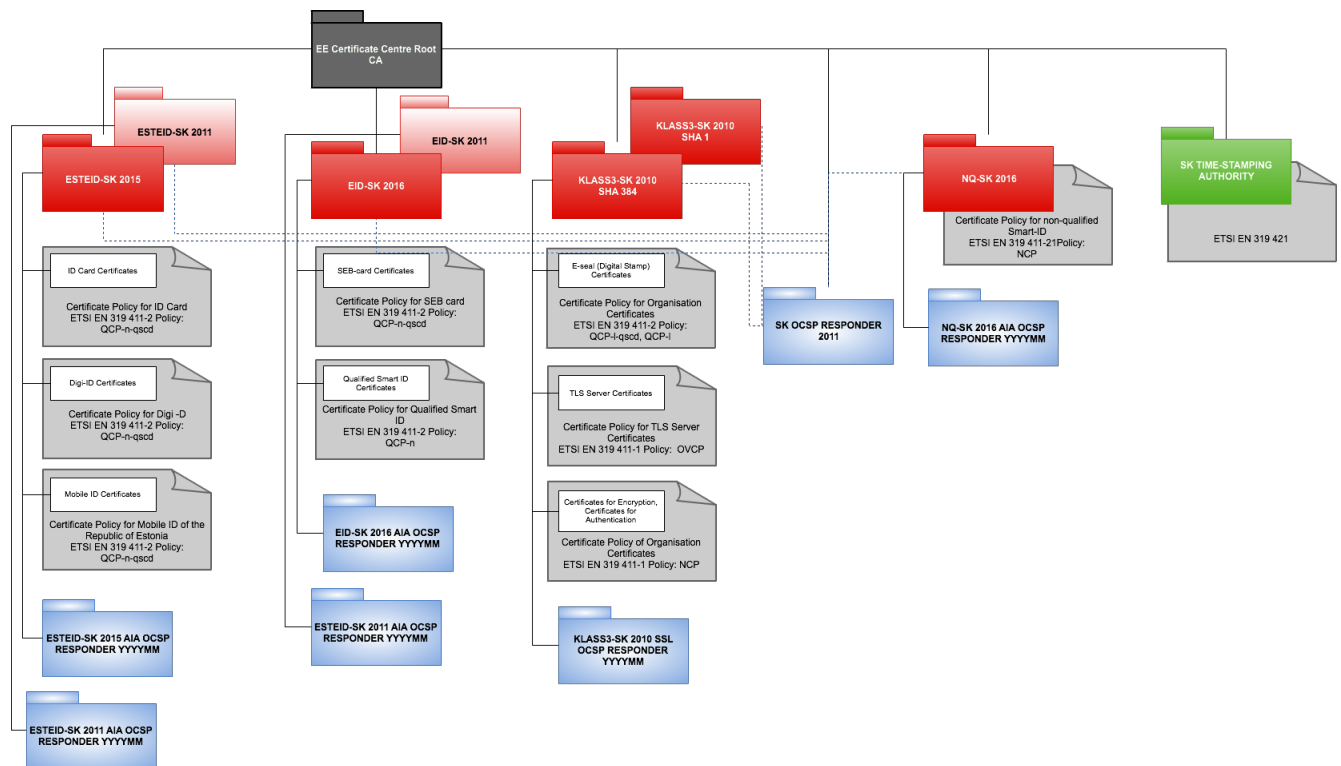 EE Certificate Centre Root
CA
ESTEID-SK 2011
ESTEID-SK 2015
EID-SK 2011
EID-SK 2016
KLASS3-SK 2010
SHA 1
KLASS3-SK 2010
SHA 384
NQ-SK 2016
Certificate Policy for non-qualified
Smart-ID
ETSI EN 319 411-21Policy:
NCP
SK TIME-STAMPING
AUTHORITY
ETSI EN 319 421
ID Card Certificates
Certificate Policy for ID Card
ETSI EN 319 411-2 Policy:
QCP-n-qscd
Digi-ID Certificates
Certificate Policy for Digi -D
ETSI EN 319 411-2 Policy:
QCP-n-qscd
Mobile ID Certificates
Certificate Policy for Mobile ID of the
Republic of Estonia
ETSI EN 319 411-2 Policy:
QCP-n-qscd
ESTEID-SK 2015 AIA OCSP
RESPONDER YYYYMM
ESTEID-SK 2011 AIA OCSP
RESPONDER YYYYMM
SEB-card Certificates
Certificate Policy for SEB card
ETSI EN 319 411-2 Policy:
QCP-n-qscd
Qualified Smart ID
Certificates
Certificate Policy for Qualified Smart
ID
ETSI EN 319 411-2 Policy:
QCP-n
EID-SK 2016 AIA OCSP
RESPONDER YYYYMM
ESTEID-SK 2011 AIA OCSP
RESPONDER YYYYMM
E-seal (Digital Stamp)
Certificates
Certificate Policy for Organisation
Certificates
ETSI EN 319 411-2 Policy:
QCP-l-qscd, QCP-l
TLS Server Certificates
Certificate Policy for TLS Server
Certificates
ETSI EN 319 411-1 Policy:  OVCP
Certificates for Encryption,
Certificates for
Authentication
Certificate Policy of Organisation
Certificates
ETSI EN 319 411-1 Policy: NCP
KLASS3-SK 2010 SSL
OCSP RESPONDER
YYYYMM
SK OCSP RESPONDER
2011
NQ-SK 2016 AIA OCSP
RESPONDER YYYYMM